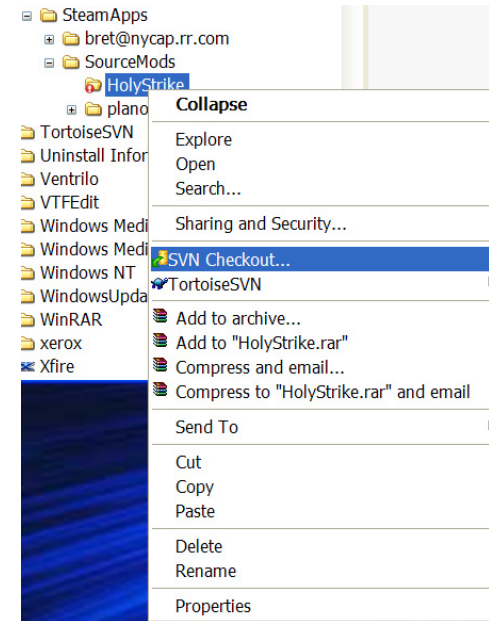 SteamApps
bret@nycap.rr.com
SourceMods
HolyStrike
plano
TortoiseSVN
Uninstall Infor
Ventrilo
VTFEdit
Windows Medi
Windows Medi
Windows NT
WindowsUpda
WinRAR
xerox
Xfire
Collapse
Explore
Open
Search...
Sharing and Security...
SVN Checkout...
TortoiseSVN
Add to archive...
Add to "HolyStrike.rar"
Compress and email...
Compress to "HolyStrike.rar" and email
Send To
Cut
Copy
Paste
Delete
Rename
Properties